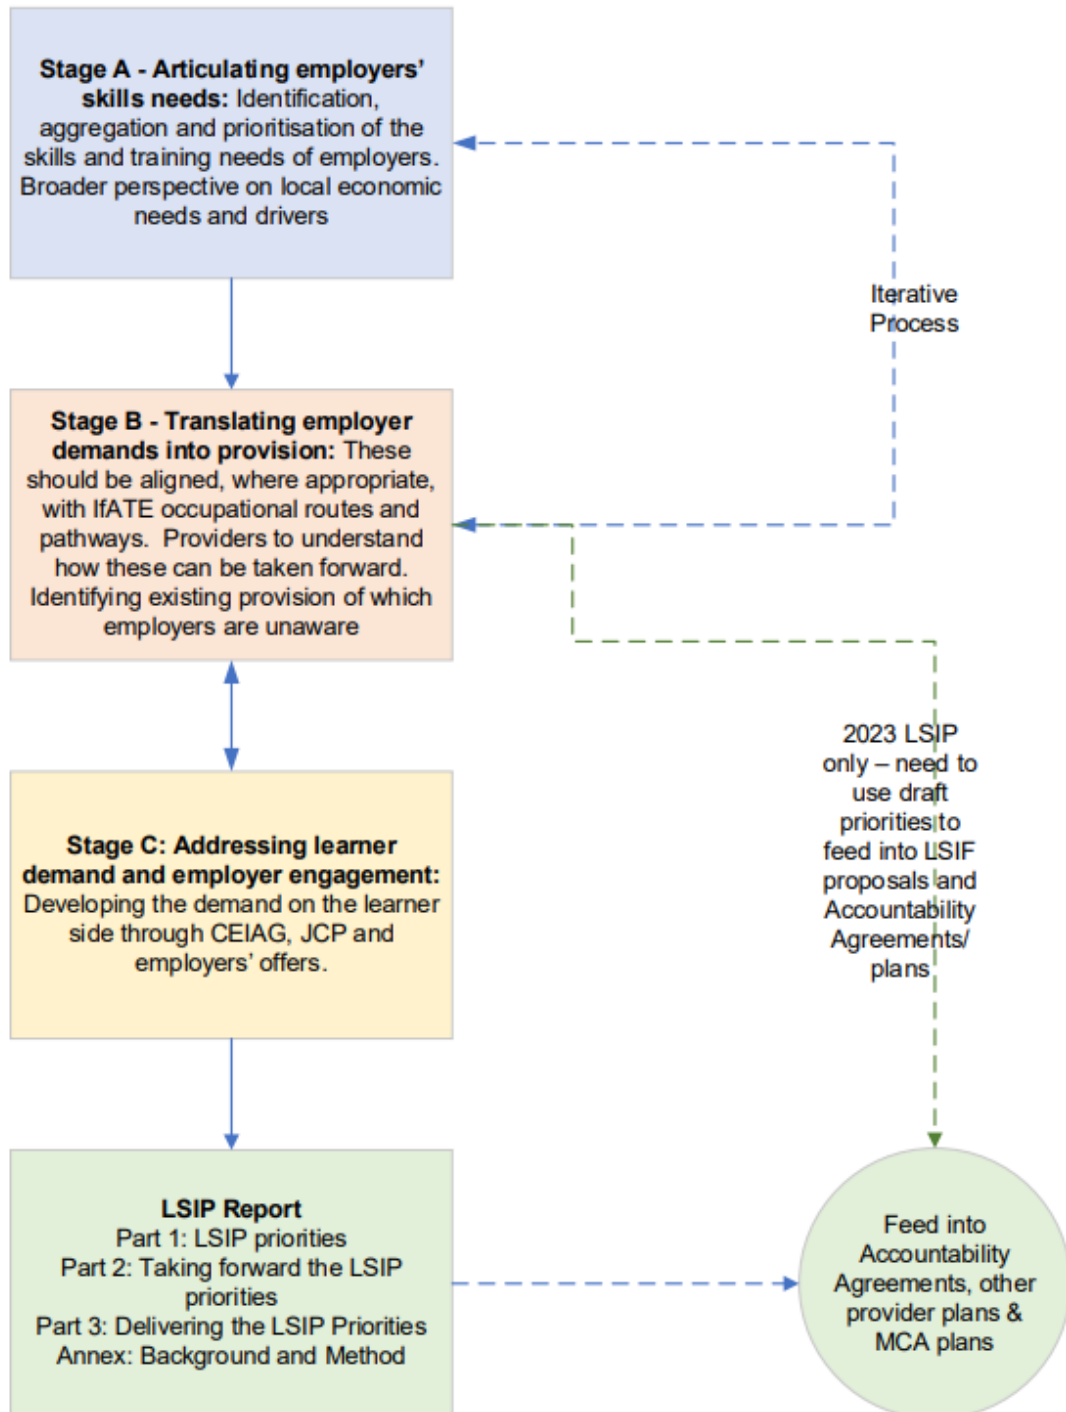 Stage A - Articulating employers’
skills needs: Identification,
aggregation and prioritisation of the
skills and training needs of employers.
Broader perspective on local economic
needs and drivers
Iterative
Process
Stage B - Translating employer
demands into provision: These
should be aligned, where appropriate,
with IfATE occupational routes and
pathways.  Providers to understand
how these can be taken forward.
Identifying existing provision of which
employers are unaware
2023 LSIP
only – need to
use draft
priorities to
feed into LSIF
proposals and
Accountability
Agreements/
plans
Stage C: Addressing learner
demand and employer engagement:
Developing the demand on the learner
side through CEIAG, JCP and
employers’ offers.
LSIP Report
Part 1: LSIP priorities
Part 2: Taking forward the LSIP
priorities
Part 3: Delivering the LSIP Priorities
Annex: Background and Method
Feed into
Accountability
Agreements, other
provider plans &
MCA plans